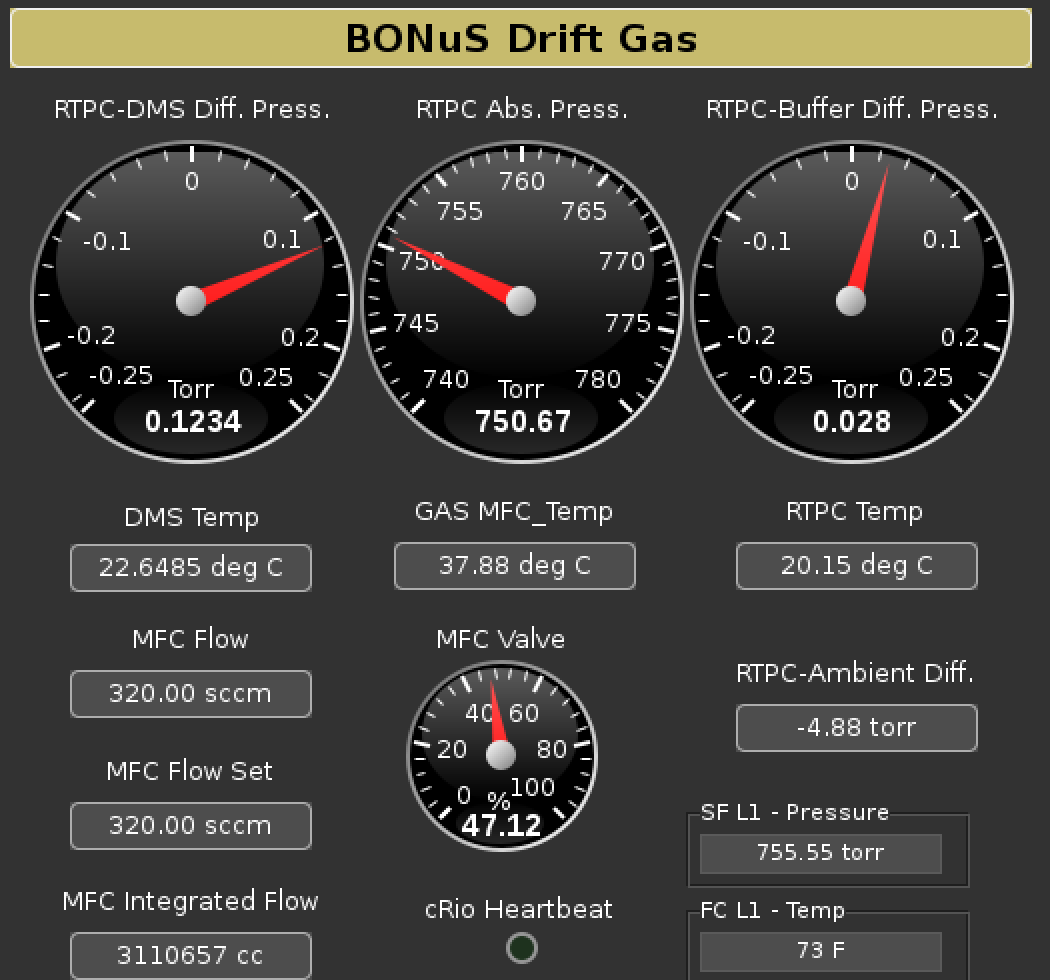 BONuS Drift Gas
RTPC-DMS Diff. Press.
RTPC Abs. Press.
RTPC-Buffer Diff. Press.
0
-0.1
0.1
-0.2
0.2
-0.25
0.25
Torr
0.1234
760
755
765
750
770
745
775
740
780
Torr
750.67
0
-0.1
0.1
-0.2
0.2
-0.25
0.25
Torr
0.028
DMS Temp
22.6485 deg C
GAS MFC_Temp
37.88 deg C
RTPC Temp
20.15 deg C
MFC Flow
320.00 sccm
MFC Valve
40
60
20
80
0
100
%
47.12
RTPC-Ambient Diff.
-4.88 torr
MFC Flow Set
320.00 sccm
SF L1 - Pressure
755.55 torr
MFC Integrated Flow
3110657 cc
cRio Heartbeat
FC L1 - Temp
73 F